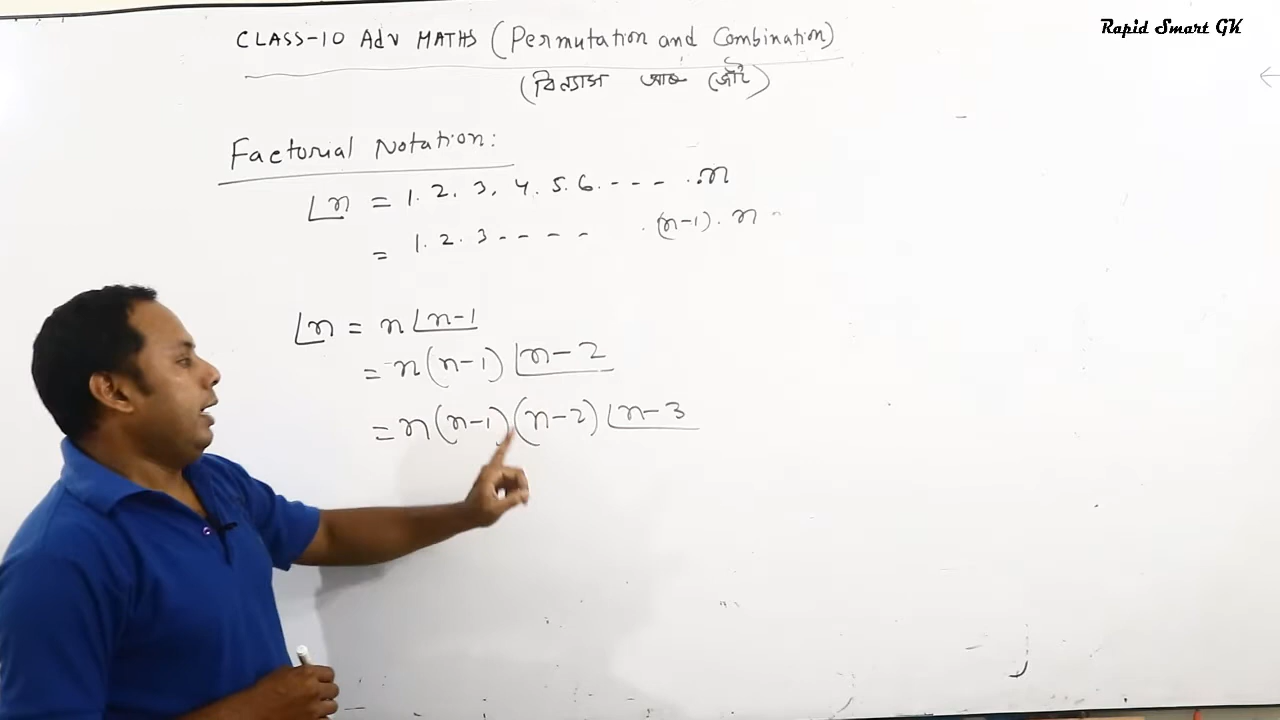 Rapid Smart GK
CLASS-10 Adv MATHS (Permutation and Combination)
(বিন্যাস আৰু জোঁট)
Factorial Notation:
∟n = 1. 2. 3. 4. 5. 6. - - - - .n
= 1. 2. 3 - - - - - .(n-1). n
∟n = n ∟n-1
= n(n-1) ∟n-2
= n(n-1)(n-2) ∟n-3